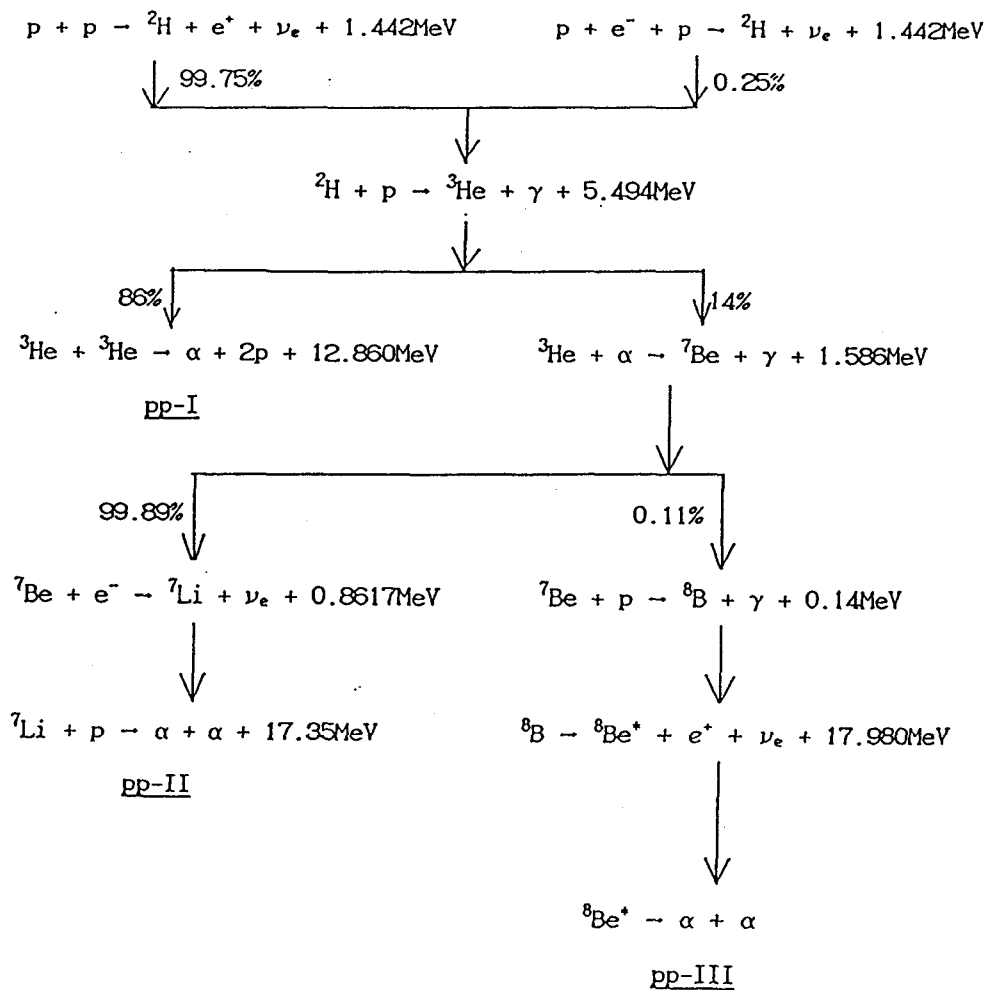 p + p → ²H + e⁺ + νₑ + 1.442MeV
p + e⁻ + p → ²H + νₑ + 1.442MeV
99.75%
0.25%
²H + p → ³He + γ + 5.494MeV
86%
14%
³He + ³He → α + 2p + 12.860MeV
³He + α → ⁷Be + γ + 1.586MeV
pp-I
99.89%
0.11%
⁷Be + e⁻ → ⁷Li + νₑ + 0.8617MeV
⁷Be + p → ⁸B + γ + 0.14MeV
⁷Li + p → α + α + 17.35MeV
⁸B → ⁸Be* + e⁺ + νₑ + 17.980MeV
pp-II
⁸Be* → α + α
pp-III